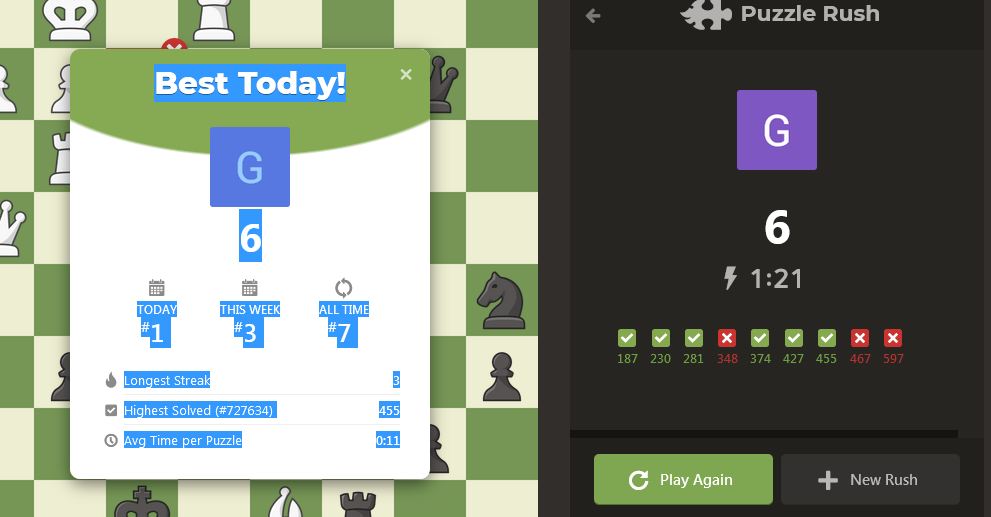 Best Today!
×
G
6
TODAY
#1
THIS WEEK
#3
ALL TIME
#7
Longest Streak 3
Highest Solved (#727634) 455
Avg Time per Puzzle 0:11
Puzzle Rush
G
6
1:21
187 230 281 348 374 427 455 467 597
Play Again
New Rush